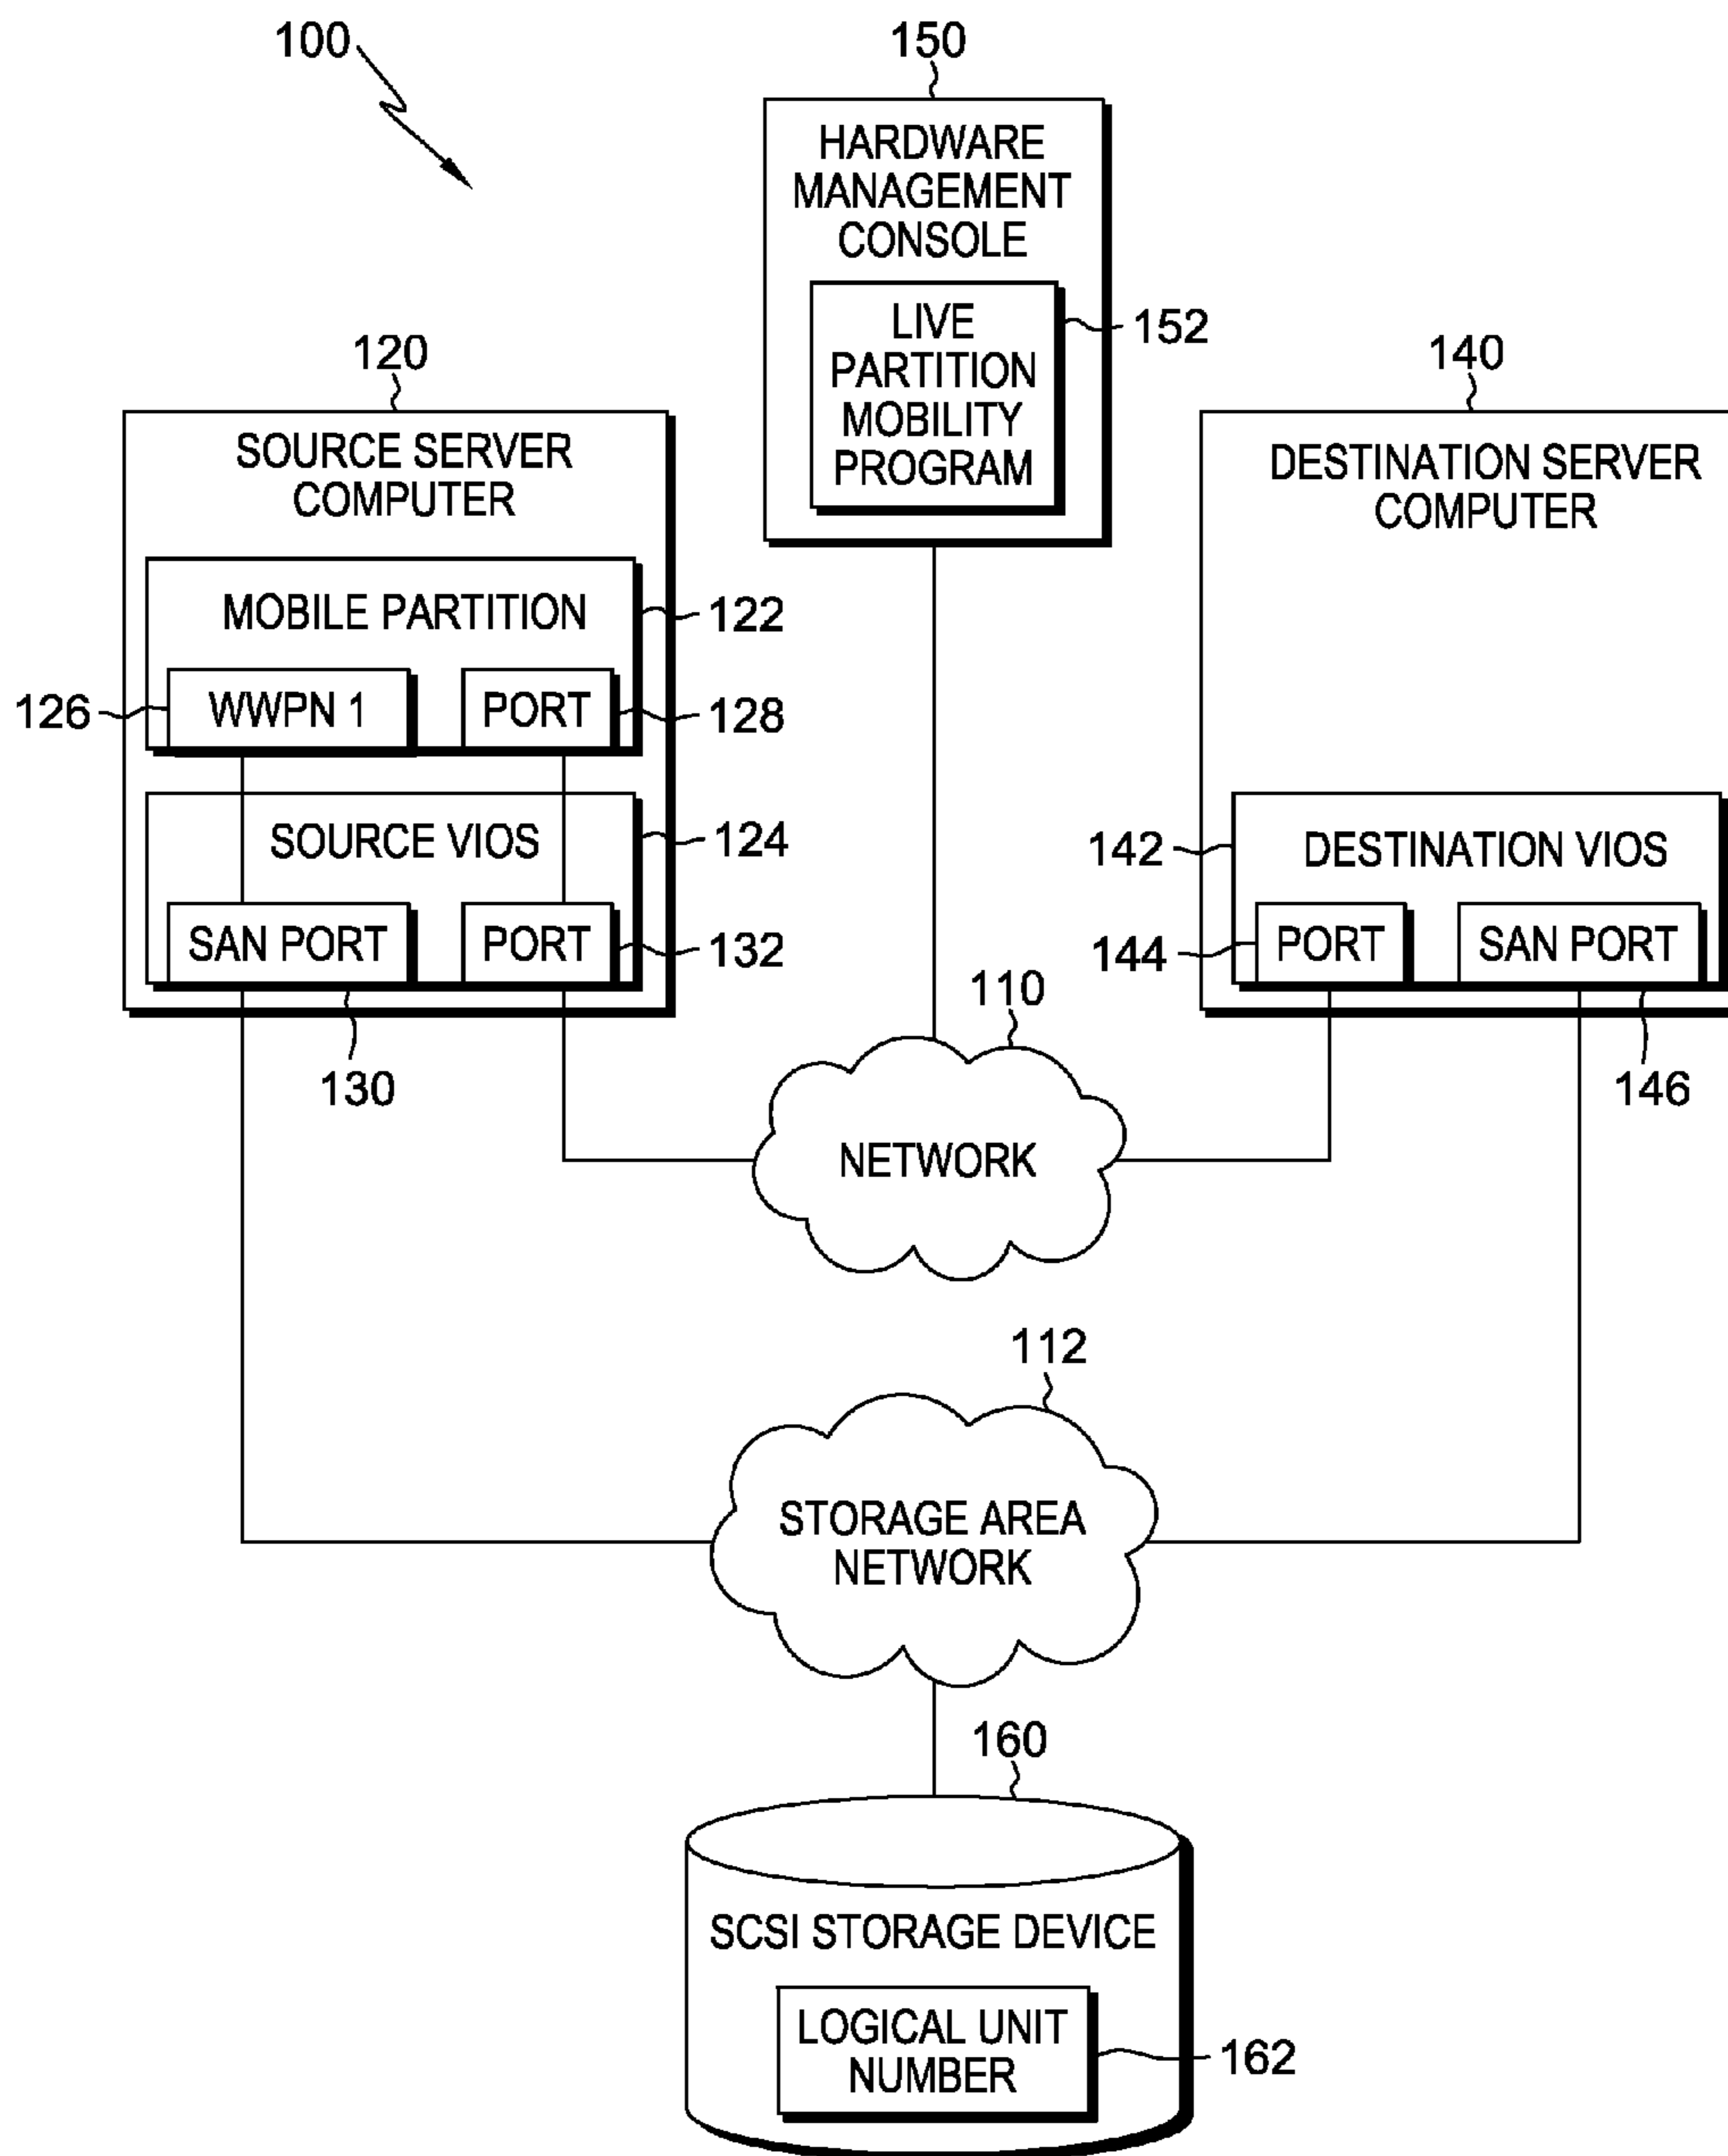 100
150
HARDWARE
MANAGEMENT
CONSOLE
LIVE
PARTITION
MOBILITY
PROGRAM
152
120
SOURCE SERVER
COMPUTER
MOBILE PARTITION
122
126
WWPN 1
PORT
128
SOURCE VIOS
124
SAN PORT
PORT
132
130
140
DESTINATION SERVER
COMPUTER
142
DESTINATION VIOS
144
PORT
SAN PORT
146
110
NETWORK
112
STORAGE AREA
NETWORK
160
SCSI STORAGE DEVICE
LOGICAL UNIT
NUMBER
162